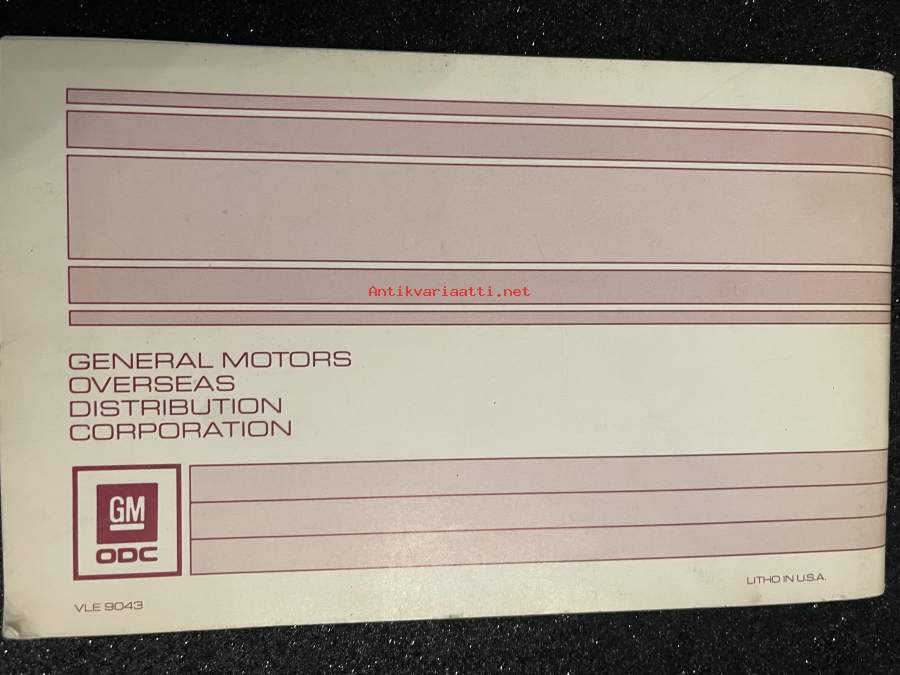 Antikvariaatti.net
GENERAL MOTORS
OVERSEAS
DISTRIBUTION
CORPORATION
GM
ODC
LITHO IN U.S.A.
VLE 9043